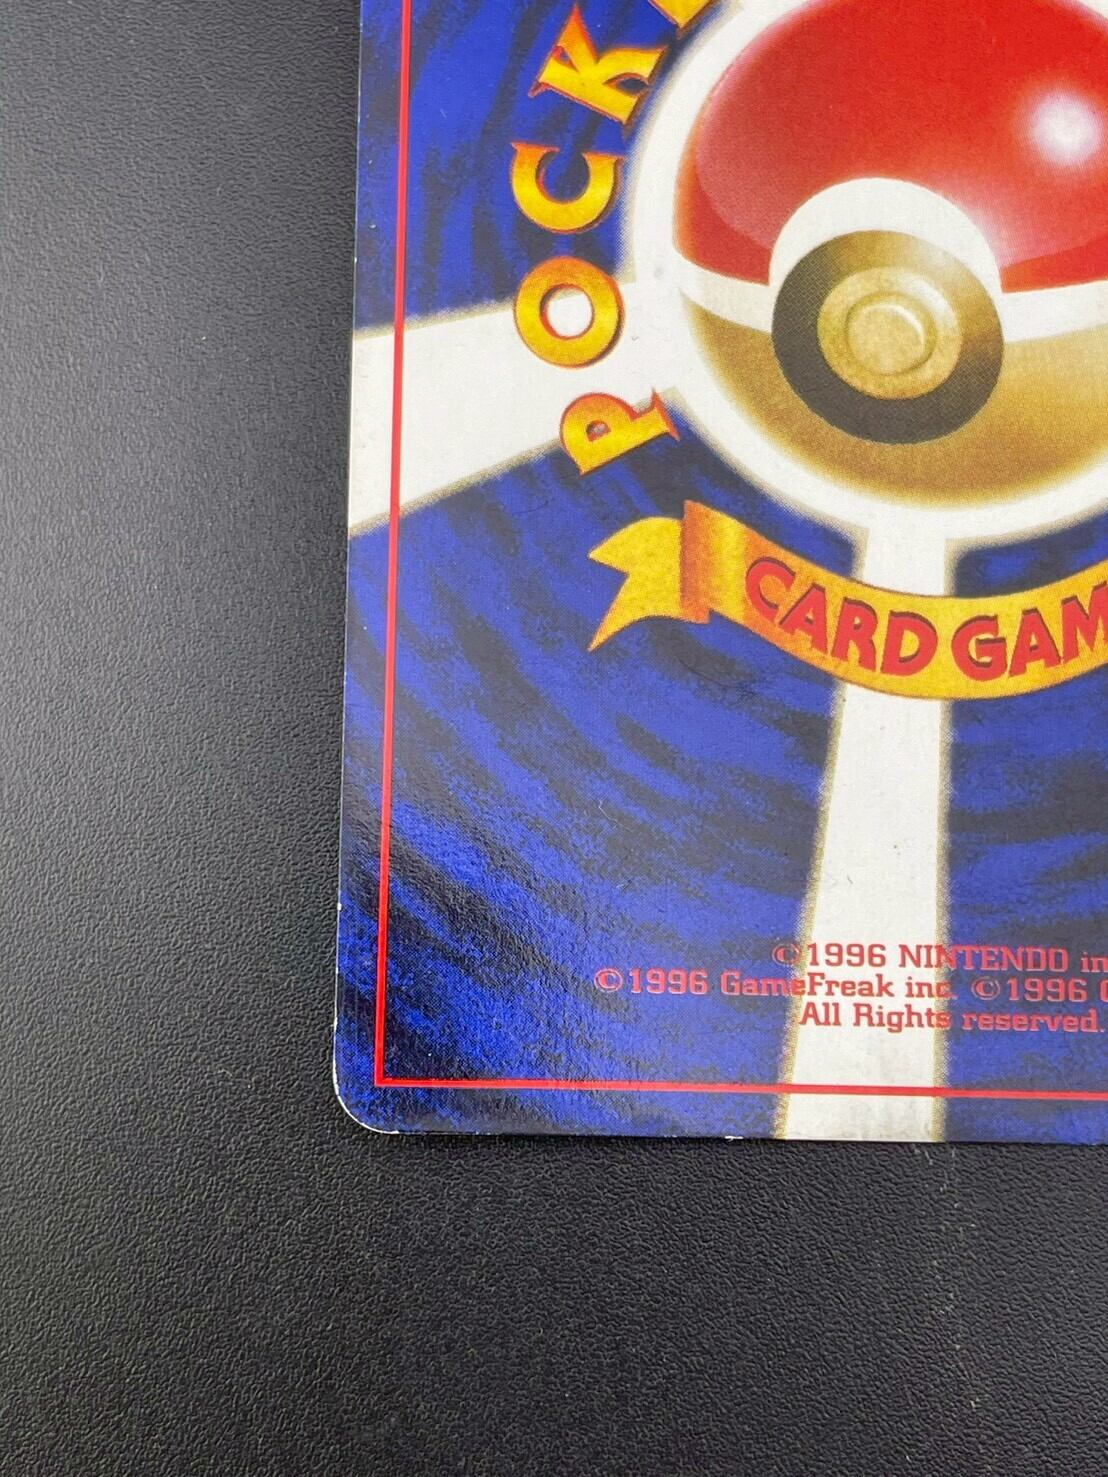 POCK
CARD GAM
©1996 NINTENDO in
©1996 GameFreak inc. ©1996
All Rights reserved.